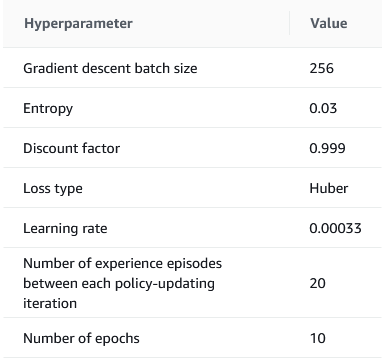 Hyperparameter Value
Gradient descent batch size 256
Entropy 0.03
Discount factor 0.999
Loss type Huber
Learning rate 0.00033
Number of experience episodes
between each policy-updating 20
iteration
Number of epochs 10